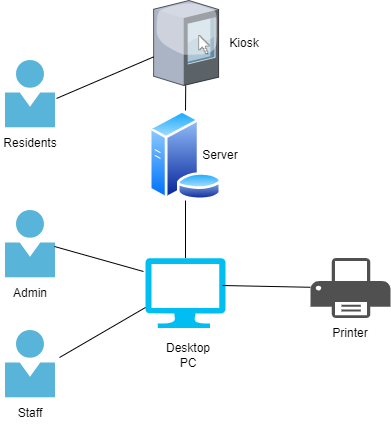 Kiosk
Residents
Server
Admin
Printer
Desktop
PC
Staff